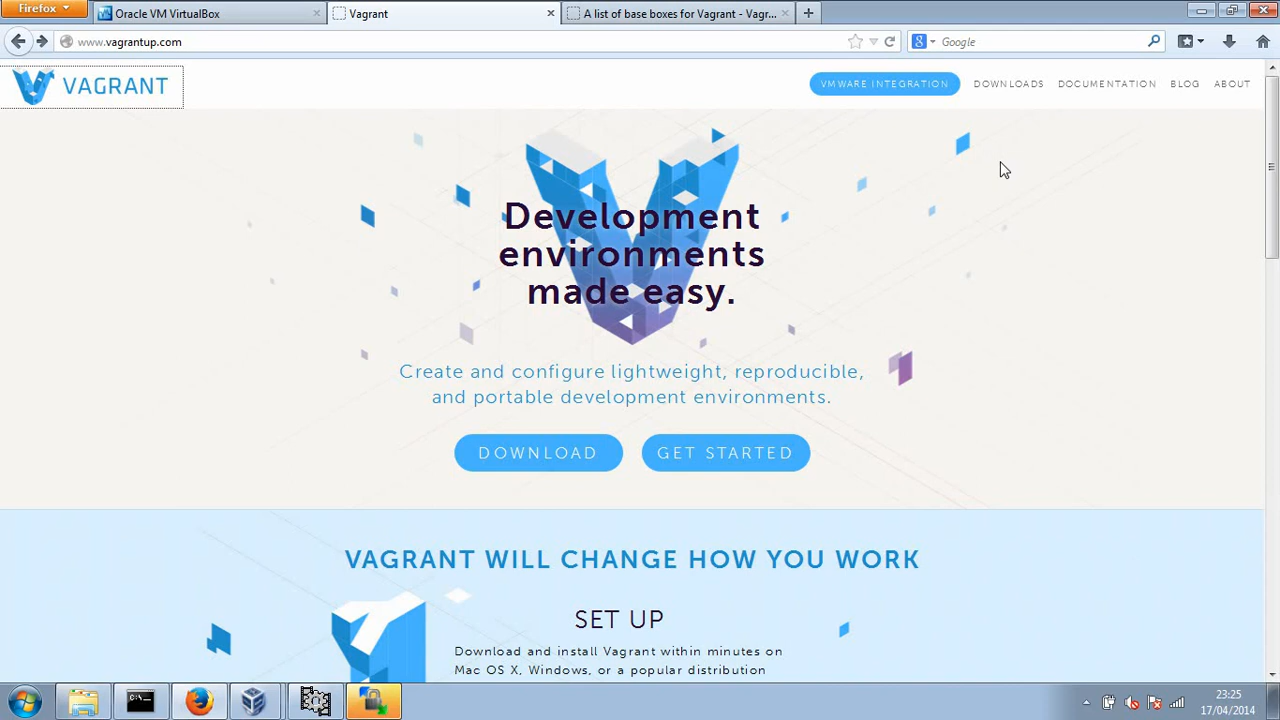 Firefox
Oracle VM VirtualBox
Vagrant
A list of base boxes for Vagrant - Vagr...
www.vagrantup.com
Google
VAGRANT
VMWARE INTEGRATION
DOWNLOADS
DOCUMENTATION
BLOG
ABOUT
Development
environments
made easy.
Create and configure lightweight, reproducible,
and portable development environments.
DOWNLOAD
GET STARTED
VAGRANT WILL CHANGE HOW YOU WORK
SET UP
Download and install Vagrant within minutes on
Mac OS X, Windows, or a popular distribution
23:25
17/04/2014